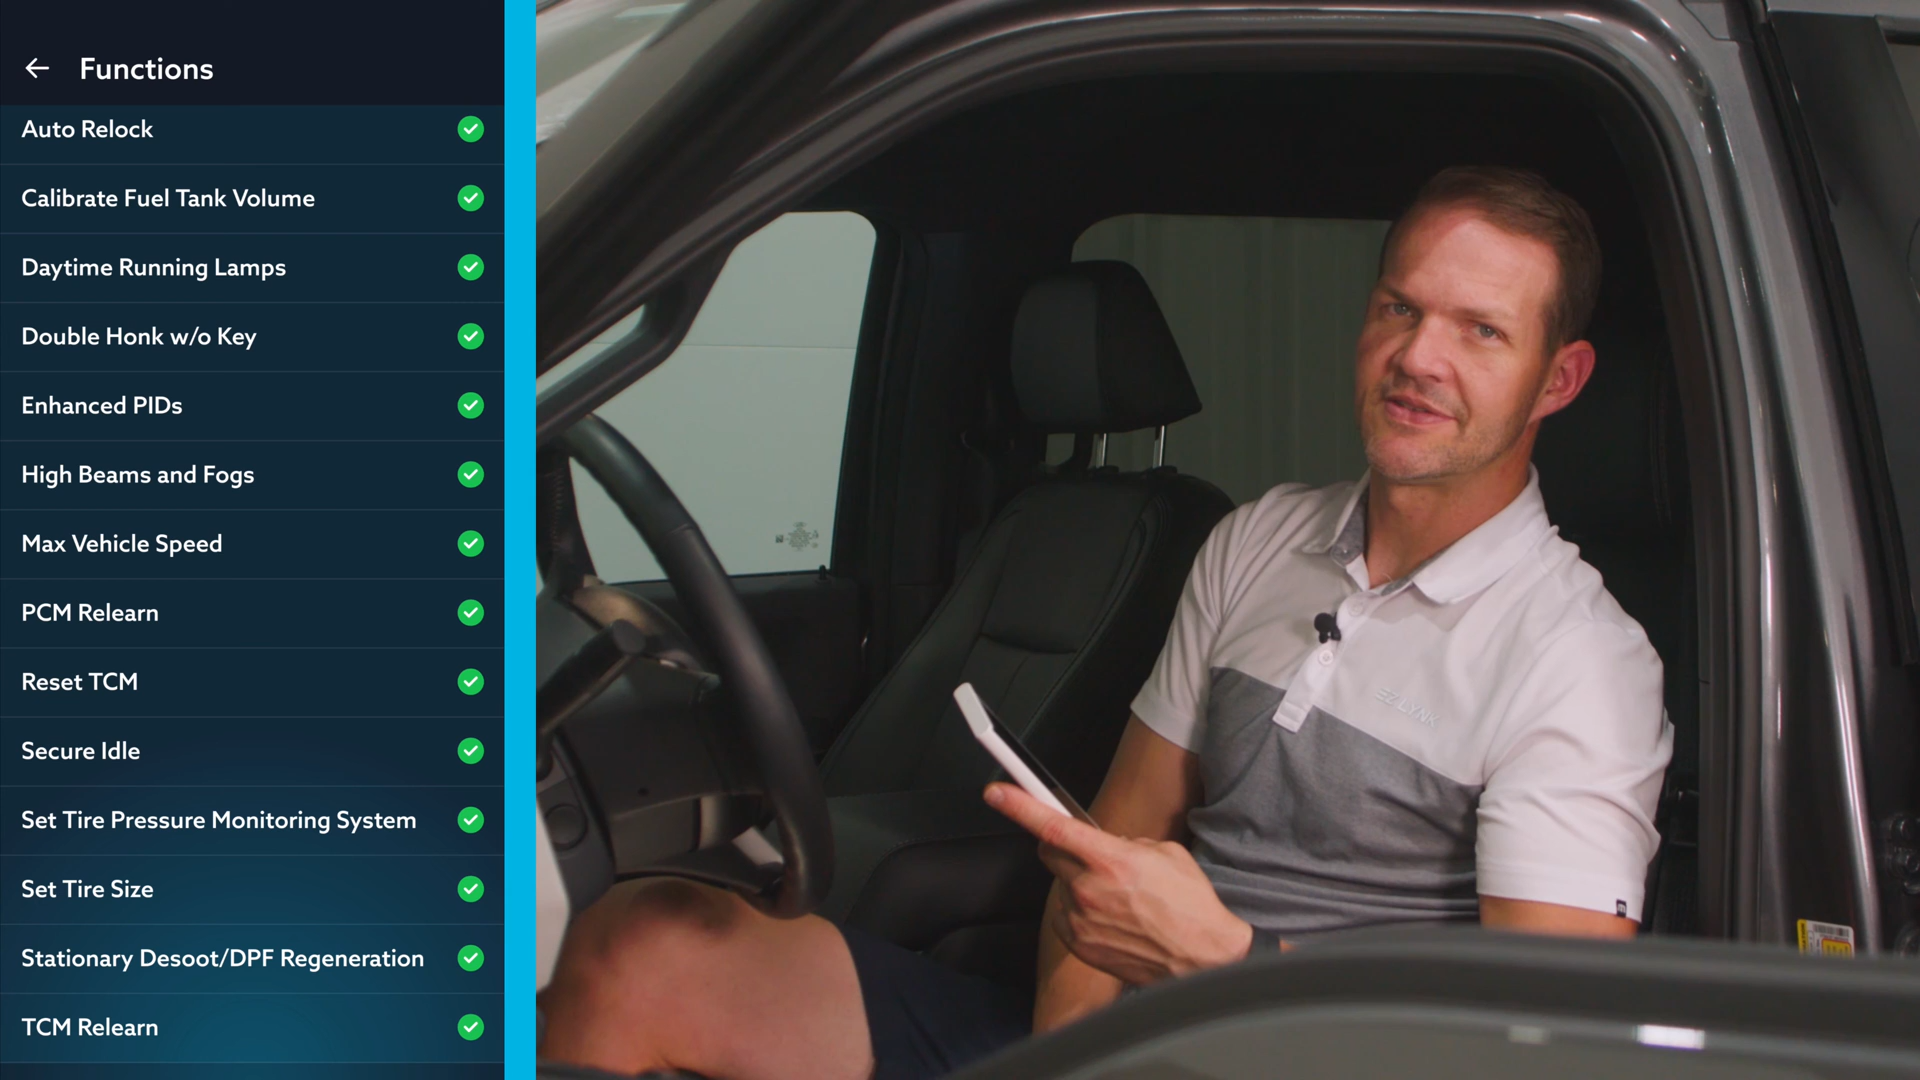 Functions
Auto Relock
Calibrate Fuel Tank Volume
Daytime Running Lamps
Double Honk w/o Key
Enhanced PIDs
High Beams and Fogs
Max Vehicle Speed
PCM Relearn
Reset TCM
Secure Idle
Set Tire Pressure Monitoring System
Set Tire Size
Stationary Desoot/DPF Regeneration
TCM Relearn
EZ LYNK